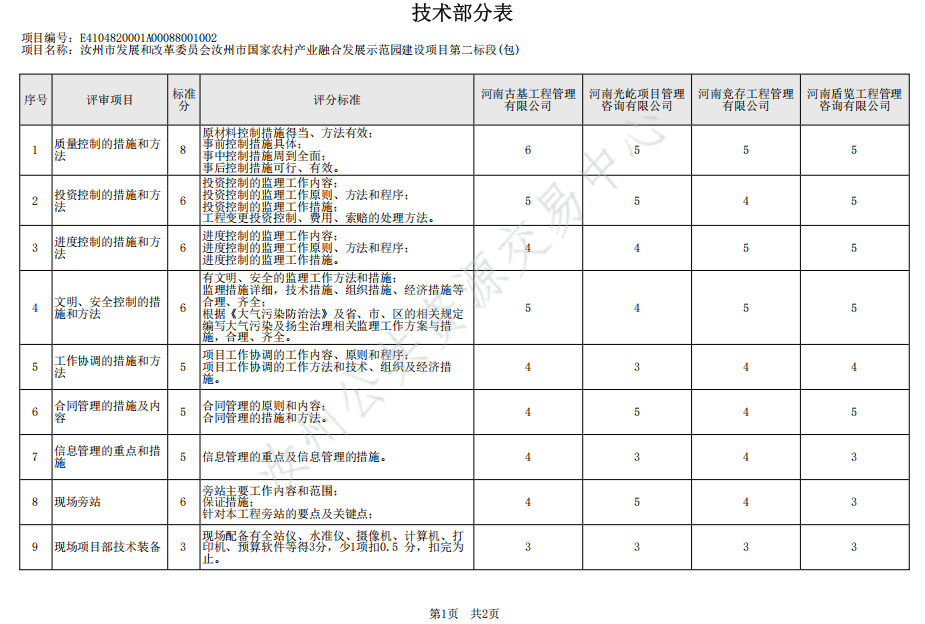 技术部分表
项目编号：E4104820001A00088001002
项目名称：汝州市发展和改革委员会汝州市国家农村产业融合发展示范园建设项目第二标段(包)
序号 评审项目 标准分 评分标准 河南古基工程管理有限公司 河南光屹项目管理咨询有限公司 河南竞存工程管理有限公司 河南盾览工程管理咨询有限公司
1 质量控制的措施和方法 8 原材料控制措施得当、方法有效；
事前控制措施具体；
事中控制措施周到全面；
事后控制措施可行、有效。 6 5 5 5
2 投资控制的措施和方法 6 投资控制的监理工作内容；
投资控制的监理工作原则、方法和程序；
投资控制的监理工作措施；
工程变更投资控制、费用、索赔的处理方法。 5 5 4 5
3 进度控制的措施和方法 6 进度控制的监理工作内容；
进度控制的监理工作原则、方法和程序；
进度控制的监理工作措施。 4 4 5 5
4 文明、安全控制的措施和方法 6 有文明、安全的监理工作方法和措施；
监理措施详细，技术措施、组织措施、经济措施等
合理、齐全；
根据《大气污染防治法》及省、市、区的相关规定
编写大气污染及扬尘治理相关监理工作方案与措
施，合理、齐全。 5 4 5 5
5 工作协调的措施和方法 5 项目工作协调的工作内容、原则和程序；
项目工作协调的工作方法和技术、组织及经济措
施。 4 3 4 4
6 合同管理的措施及内容 5 合同管理的原则和内容；
合同管理的措施和方法。 4 5 4 5
7 信息管理的重点和措施 5 信息管理的重点及信息管理的措施。 4 3 4 3
8 现场旁站 6 旁站主要工作内容和范围；
保证措施；
针对本工程旁站的要点及关键点； 4 5 4 3
9 现场项目部技术装备 3 现场配备有全站仪、水准仪、摄像机、计算机、打
印机、预算软件等得3分，少1项扣0.5 分，扣完为
止。 3 3 3 3
汝州公共资源交易中心
第1页 共2页